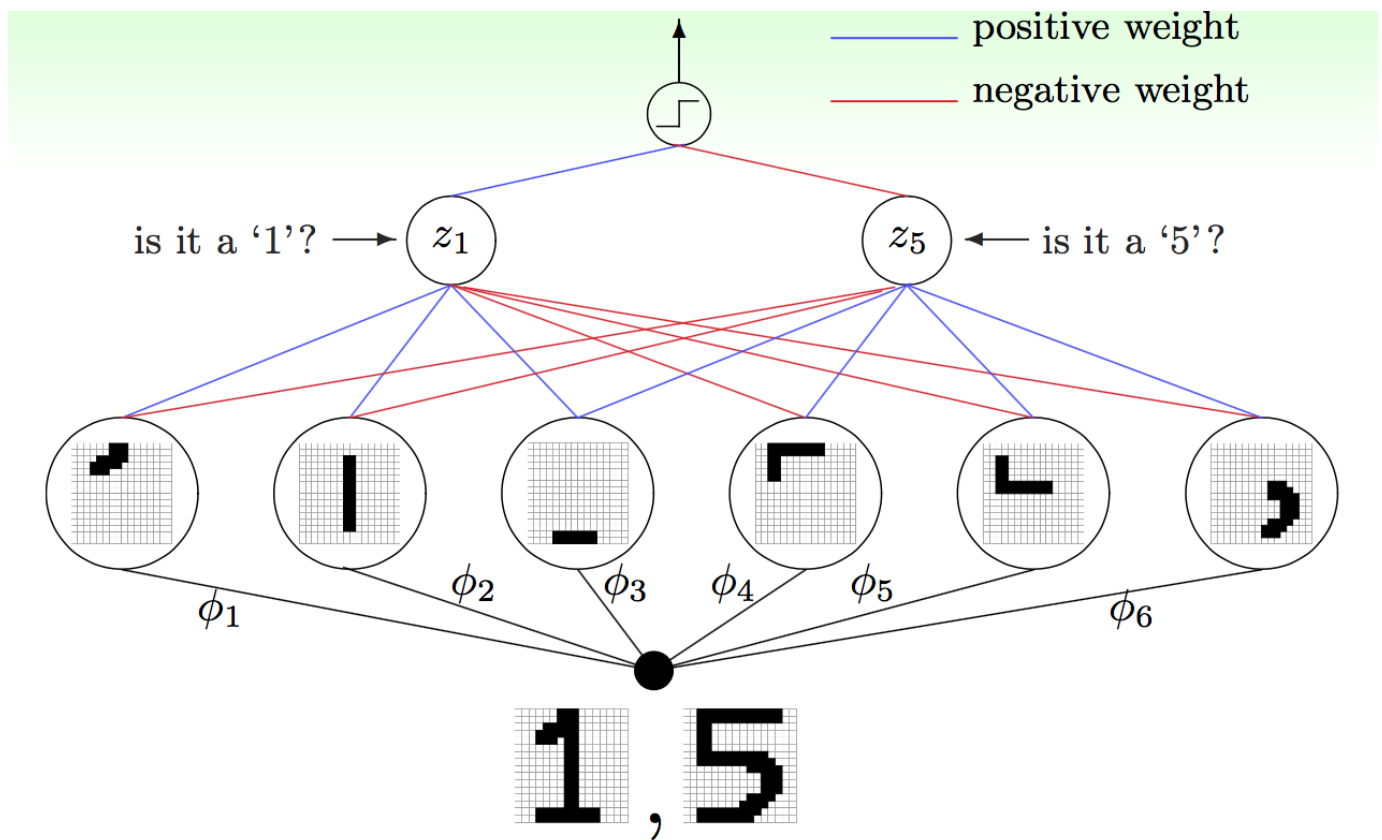 positive weight
negative weight
is it a ‘1’?
z₁
z₅
is it a ‘5’?
ϕ₁
ϕ₂
ϕ₃
ϕ₄
ϕ₅
ϕ₆
1 , 5